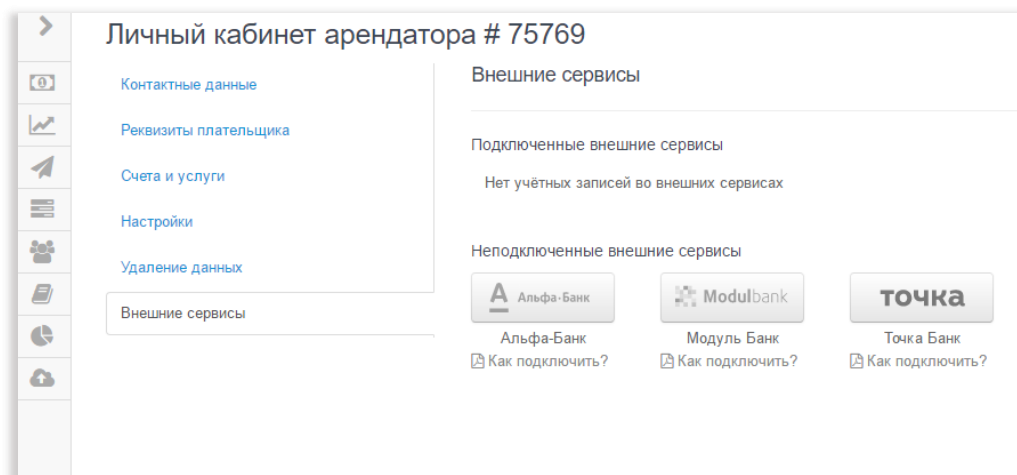 Личный кабинет арендатора # 75769
Контактные данные
Реквизиты плательщика
Счета и услуги
Настройки
Удаление данных
Внешние сервисы
Внешние сервисы
Подключенные внешние сервисы
Нет учётных записей во внешних сервисах
Неподключенные внешние сервисы
А Альфа·Банк Modulbank точка
Альфа-Банк Модуль Банк Точка Банк
Как подключить? Как подключить? Как подключить?